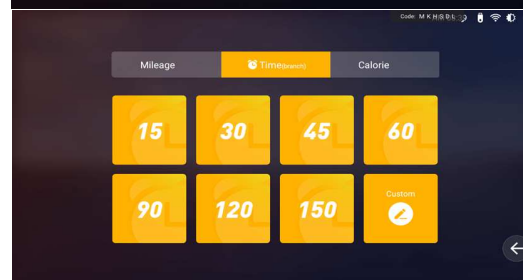 Code: M K H G D L
Mileage
Time(branch)
Calorie
15 30 45 60
90 120 150
Custom